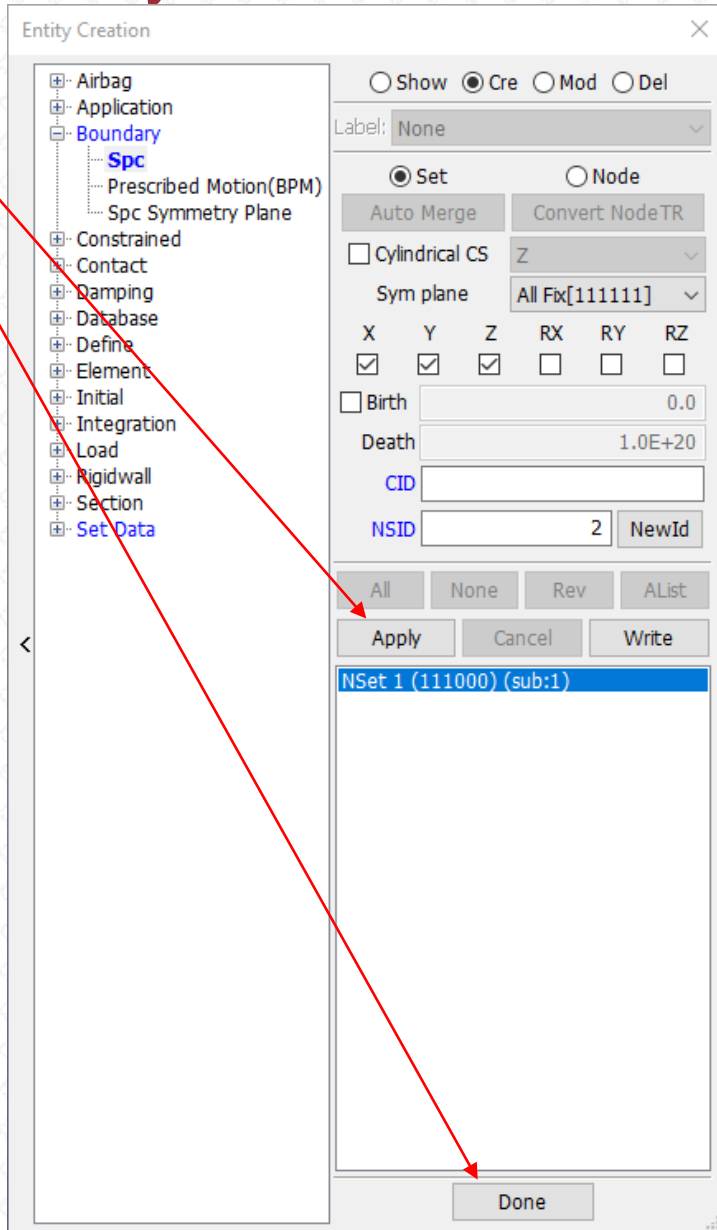 Entity Creation
Airbag
Application
Boundary
Spc
Prescribed Motion(BPM)
Spc Symmetry Plane
Constrained
Contact
Damping
Database
Define
Element
Initial
Integration
Load
Rigidwall
Section
Set Data
<
Show Cre Mod Del
Label: None
Set Node
Auto Merge Convert NodeTR
Cylindrical CS Z
Sym plane All Fix[111111]
X Y Z RX RY RZ
Birth 0.0
Death 1.0E+20
CID
NSID 2 NewId
All None Rev AList
Apply Cancel Write
NSet 1 (111000) (sub:1)
Done